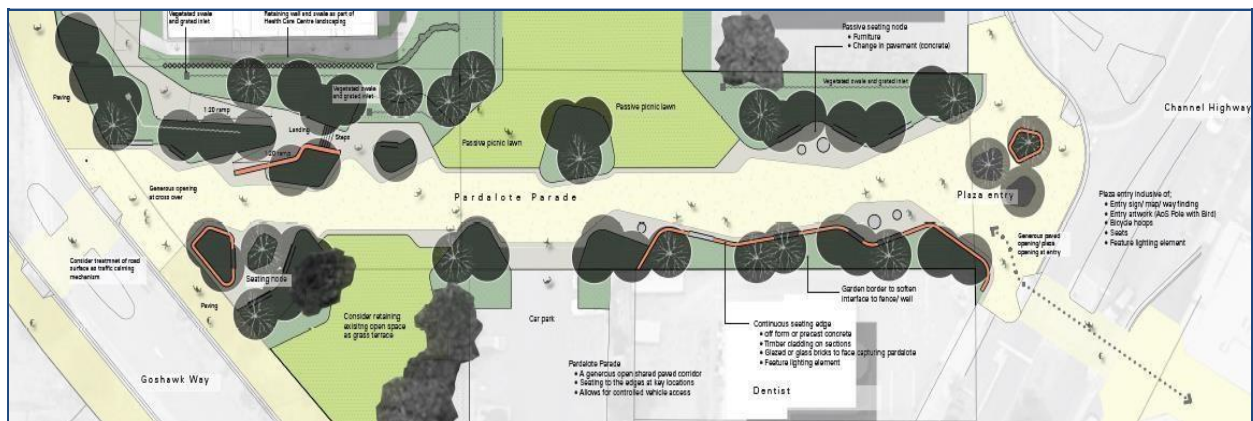 Vegetated swale
and grated inlet
Retaining wall and swale as part of
Health Care Centre landscaping
Passive seating node
• Furniture
• Change in pavement (concrete)
Paving
1:20 ramp
Vegetated swale
and grated inlet
Landing
Steps
1:20 ramp
Passive picnic lawn
Passive picnic lawn
Vegetated swale and grated inlet
Channel Highway
Generous opening
at cross over
Pardalote Parade
Plaza entry
Plaza entry inclusive of;
• Entry sign/ map/ way finding
• Entry artwork (AoS Pole with Bird)
• Bicycle hoops
• Seats
• Feature lighting element
Generous paved
opening/ plaza
opening at entry
Consider treatmnet of road
surface as traffic calming
mechanism
Seating node
Paving
Consider retaining
exisitng open space
as grass terrace
Car park
Garden border to soften
interface to fence/ wall
Continuous seating edge
• off form or precast concrete
• Timber cladding on sections
• Glazed or glass bricks to face capturing pardalote
• Feature lighting element
Pardalote Parade
• A generous open shared paved corridor
• Seating to the edges at key locations
• Allows for controlled vehicle access
Goshawk Way
Dentist